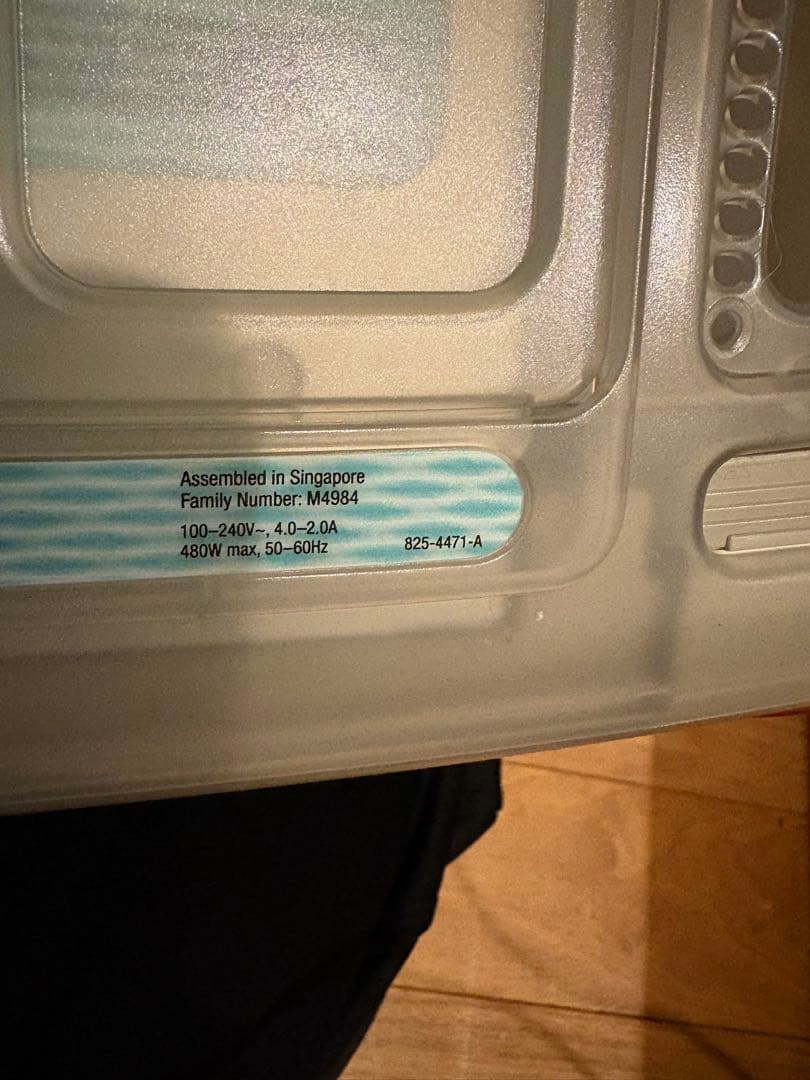 Assembled in Singapore
Family Number: M4984
100–240V~, 4.0–2.0A
480W max, 50–60Hz
825-4471-A